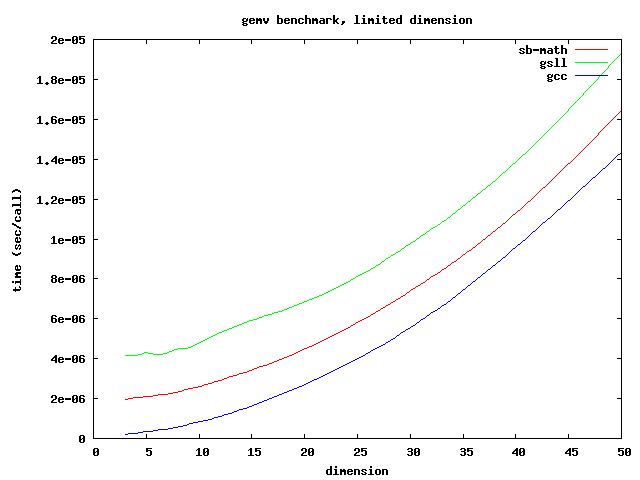 gemv benchmark, limited dimension
2e-05
1.8e-05
1.6e-05
1.4e-05
1.2e-05
1e-05
8e-06
6e-06
4e-06
2e-06
0
time (sec/call)
sb-math
gsll
gcc
0 5 10 15 20 25 30 35 40 45 50
dimension